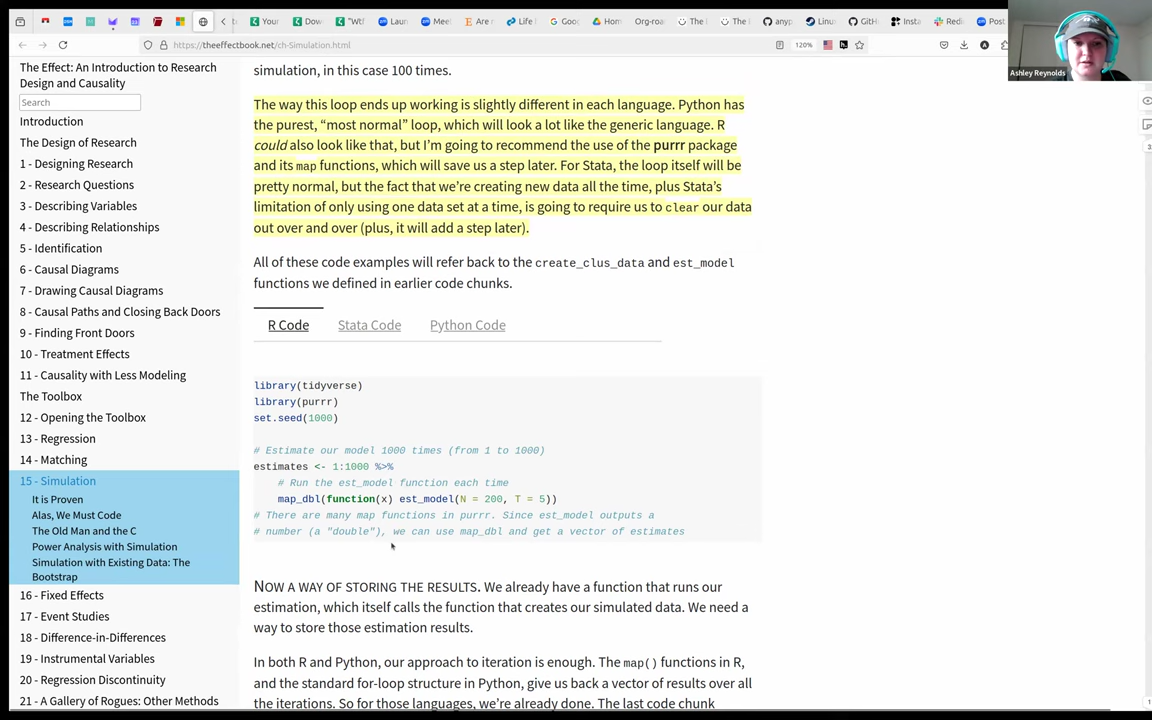 Your
Dow
"Wtf
Laun
Mee
Are r
Life
Goo
Hom
Org-roa
The
The E
anyp
Linu
GitH
Insta
Redi
Post
https://theeffectbook.net/ch-Simulation.html
120%
Ashley Reynolds
The Effect: An Introduction to Research
Design and Causality
Search
Introduction
The Design of Research
1 - Designing Research
2 - Research Questions
3 - Describing Variables
4 - Describing Relationships
5 - Identification
6 - Causal Diagrams
7 - Drawing Causal Diagrams
8 - Causal Paths and Closing Back Doors
9 - Finding Front Doors
10 - Treatment Effects
11 - Causality with Less Modeling
The Toolbox
12 - Opening the Toolbox
13 - Regression
14 - Matching
15 - Simulation
It is Proven
Alas, We Must Code
The Old Man and the C
Power Analysis with Simulation
Simulation with Existing Data: The
Bootstrap
16 - Fixed Effects
17 - Event Studies
18 - Difference-in-Differences
19 - Instrumental Variables
20 - Regression Discontinuity
21 - A Gallery of Rogues: Other Methods
simulation, in this case 100 times.
The way this loop ends up working is slightly different in each language. Python has
the purest, “most normal” loop, which will look a lot like the generic language. R
could also look like that, but I’m going to recommend the use of the purrr package
and its map functions, which will save us a step later. For Stata, the loop itself will be
pretty normal, but the fact that we’re creating new data all the time, plus Stata’s
limitation of only using one data set at a time, is going to require us to clear our data
out over and over (plus, it will add a step later).
All of these code examples will refer back to the create_clus_data and est_model
functions we defined in earlier code chunks.
R Code
Stata Code
Python Code
library(tidyverse)
library(purrr)
set.seed(1000)
# Estimate our model 1000 times (from 1 to 1000)
estimates <- 1:1000 %>%
# Run the est_model function each time
map_dbl(function(x) est_model(N = 200, T = 5))
# There are many map functions in purrr. Since est_model outputs a
# number (a "double"), we can use map_dbl and get a vector of estimates
NOW A WAY OF STORING THE RESULTS. We already have a function that runs our
estimation, which itself calls the function that creates our simulated data. We need a
way to store those estimation results.
In both R and Python, our approach to iteration is enough. The map() functions in R,
and the standard for-loop structure in Python, give us back a vector of results over all
the iterations. So for those languages, we’re already done. The last code chunk